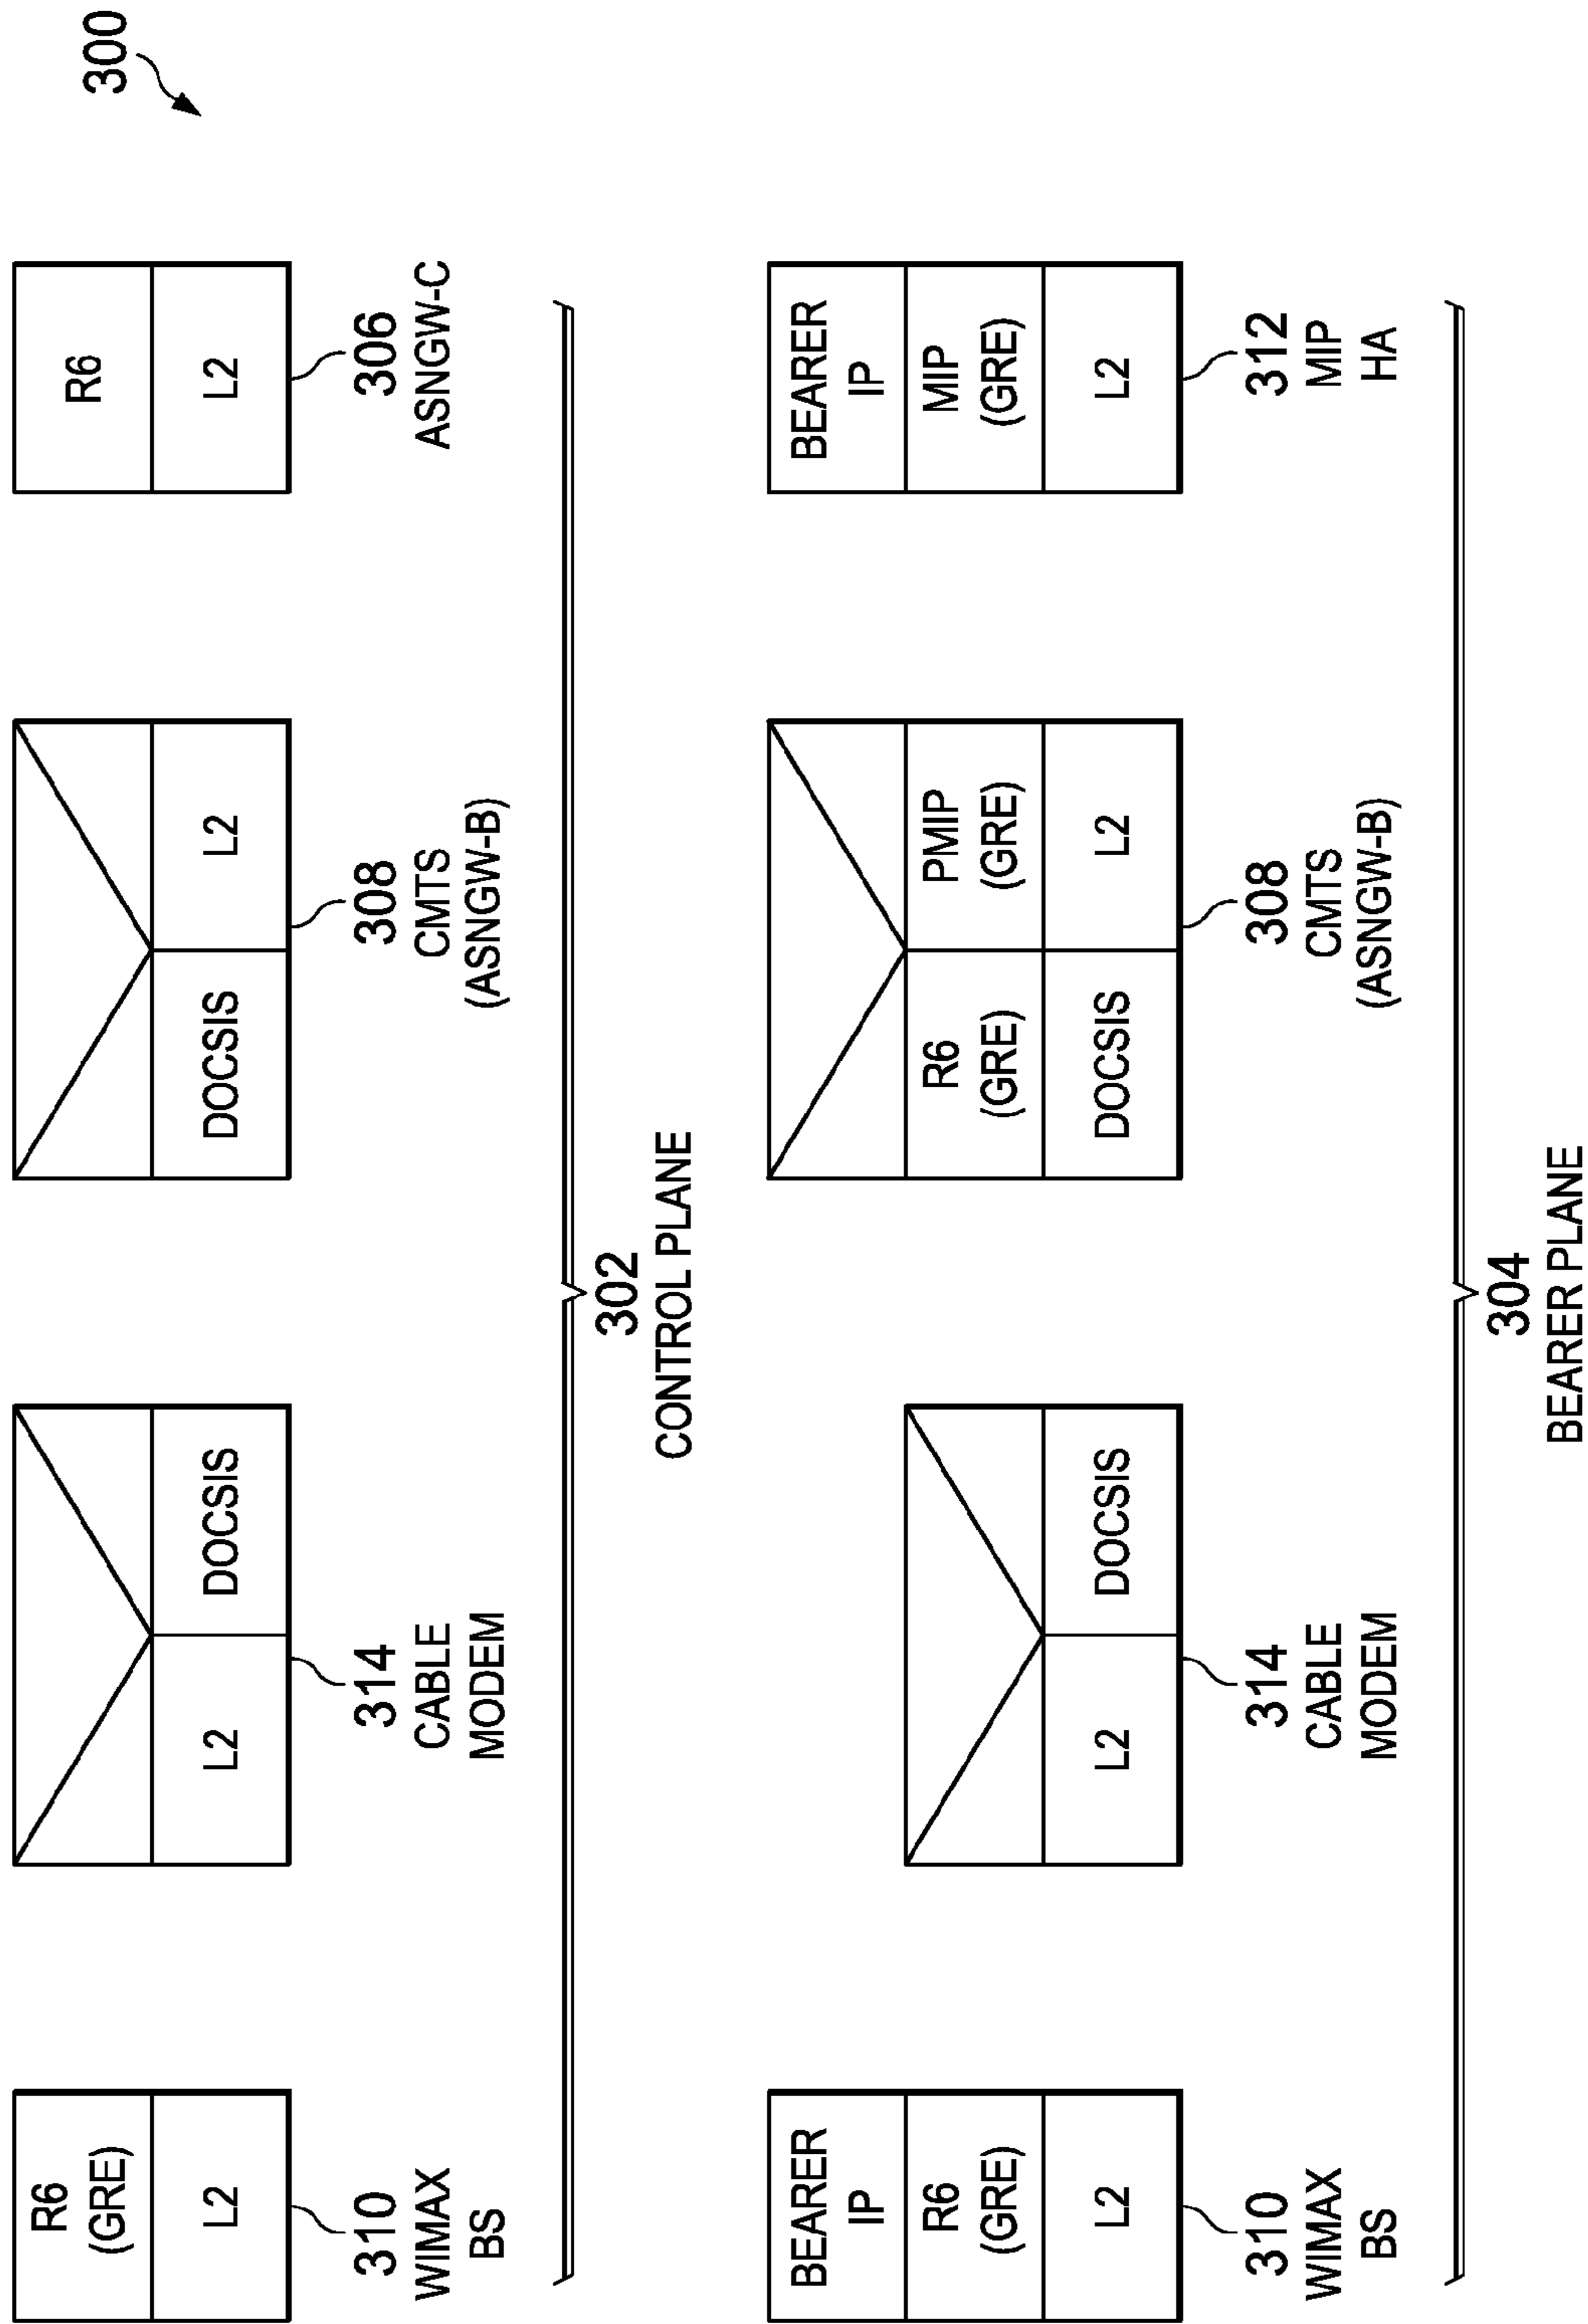 300
R6
(GRE)
L2
310
WIMAX
BS
L2
DOCSIS
314
CABLE
MODEM
DOCSIS
L2
308
CMTS
(ASNGW-B)
R6
L2
306
ASNGW-C
302
CONTROL PLANE
BEARER
IP
R6
(GRE)
L2
310
WIMAX
BS
L2
DOCSIS
314
CABLE
MODEM
R6
(GRE)
PMIP
(GRE)
DOCSIS
L2
308
CMTS
(ASNGW-B)
BEARER
IP
MIP
(GRE)
L2
312
MIP
HA
304
BEARER PLANE